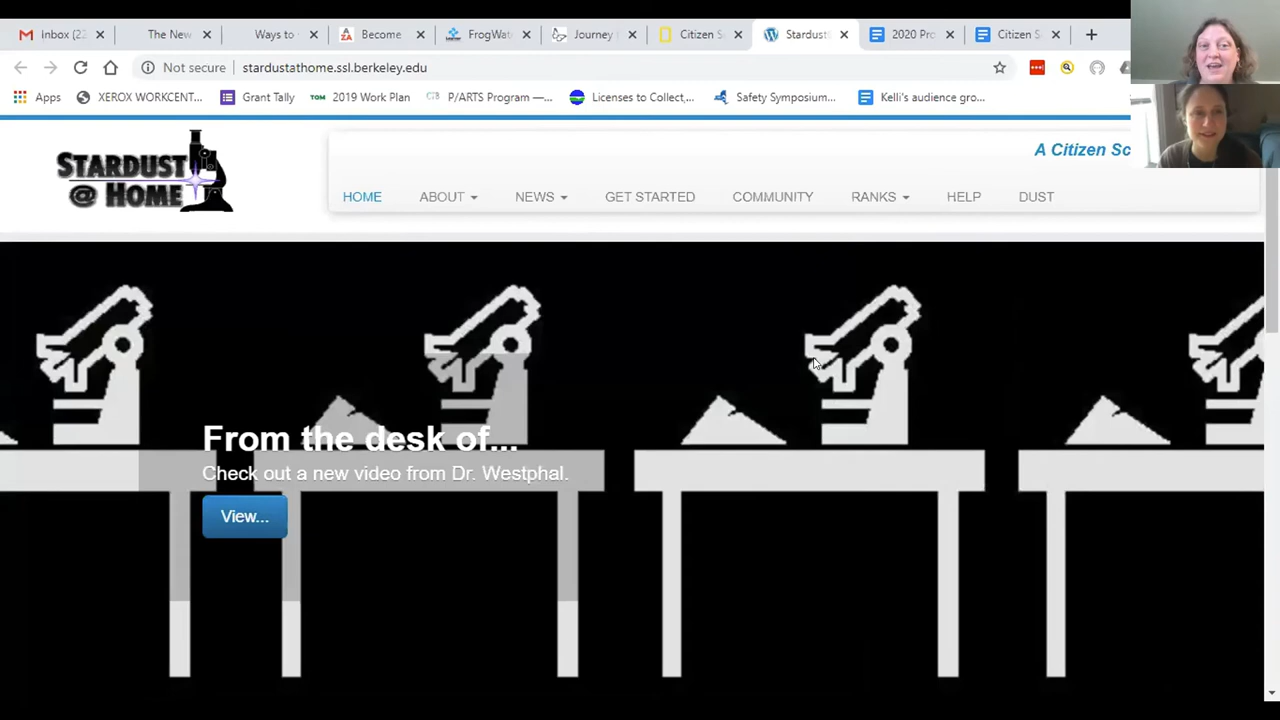 Inbox (22
The New
Ways to
Become
FrogWat
Journey
Citizen S
Stardust
2020 Pro
Citizen S
Not secure
stardustathome.ssl.berkeley.edu
Apps
XEROX WORKCENT...
Grant Tally
TOM
2019 Work Plan
P/ARTS Program —...
Licenses to Collect,...
Safety Symposium...
Kelli's audience gro...
STARDUST
@ HOME
A Citizen Sc
HOME
ABOUT
NEWS
GET STARTED
COMMUNITY
RANKS
HELP
DUST
From the desk of...
Check out a new video from Dr. Westphal.
View...